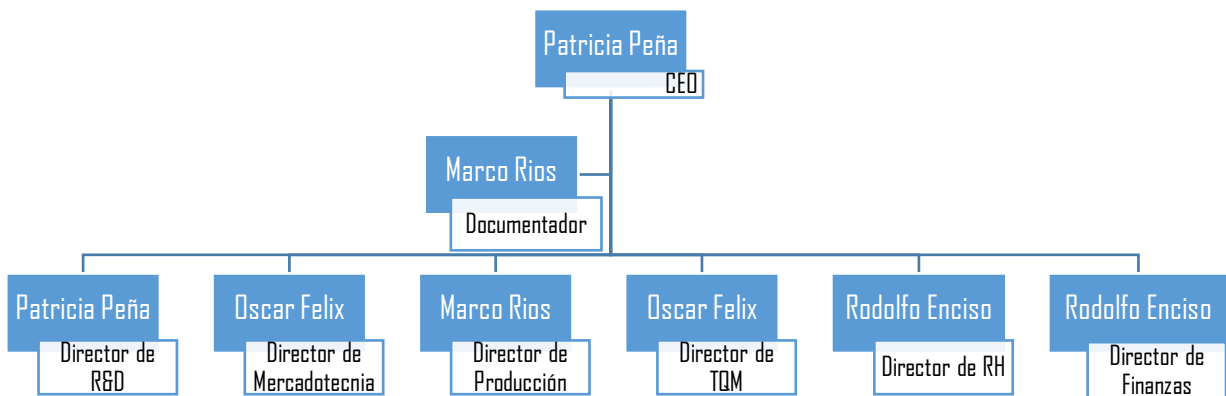 Patricia Peña
CEO
Marco Rios
Documentador
Patricia Peña
Director de
R&D
Oscar Felix
Director de
Mercadotecnia
Marco Rios
Director de
Producción
Oscar Felix
Director de
TQM
Rodolfo Enciso
Director de RH
Rodolfo Enciso
Director de
Finanzas